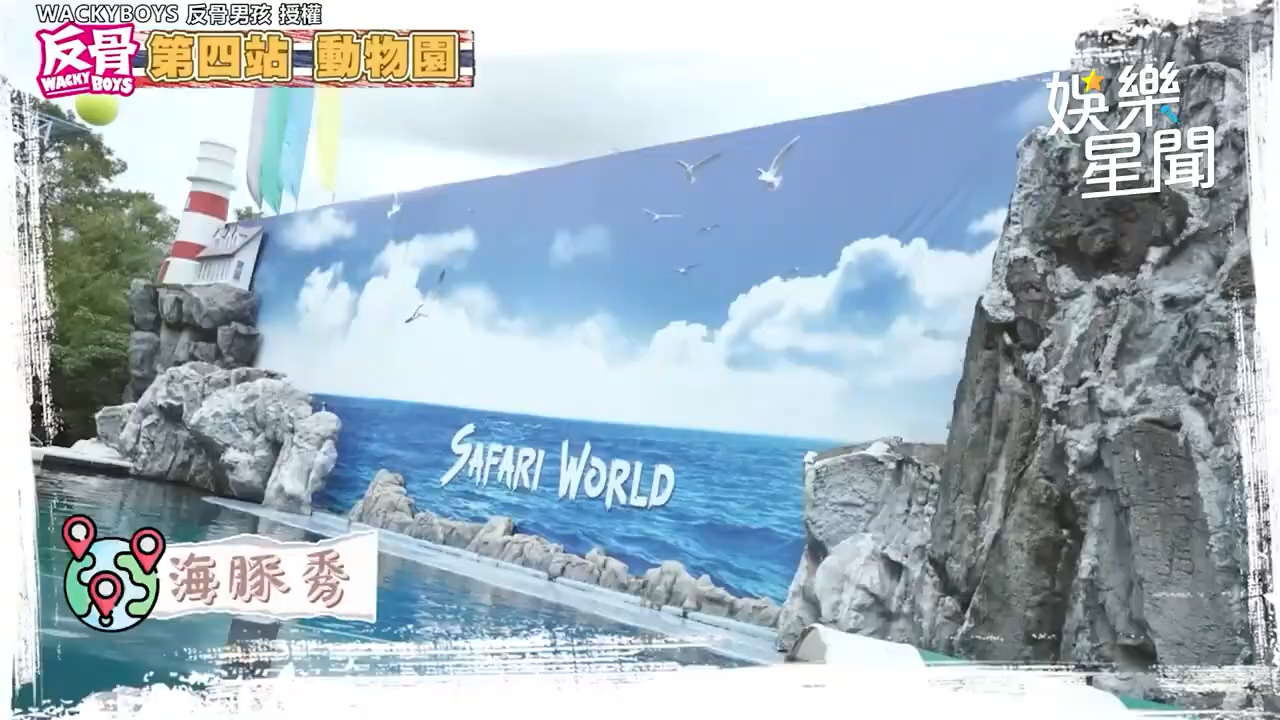 WACKYBOYS 反骨男孩 授權
反骨
WACKY BOYS
第四站 動物園
娛樂
星聞
SAFARI WORLD
海豚秀